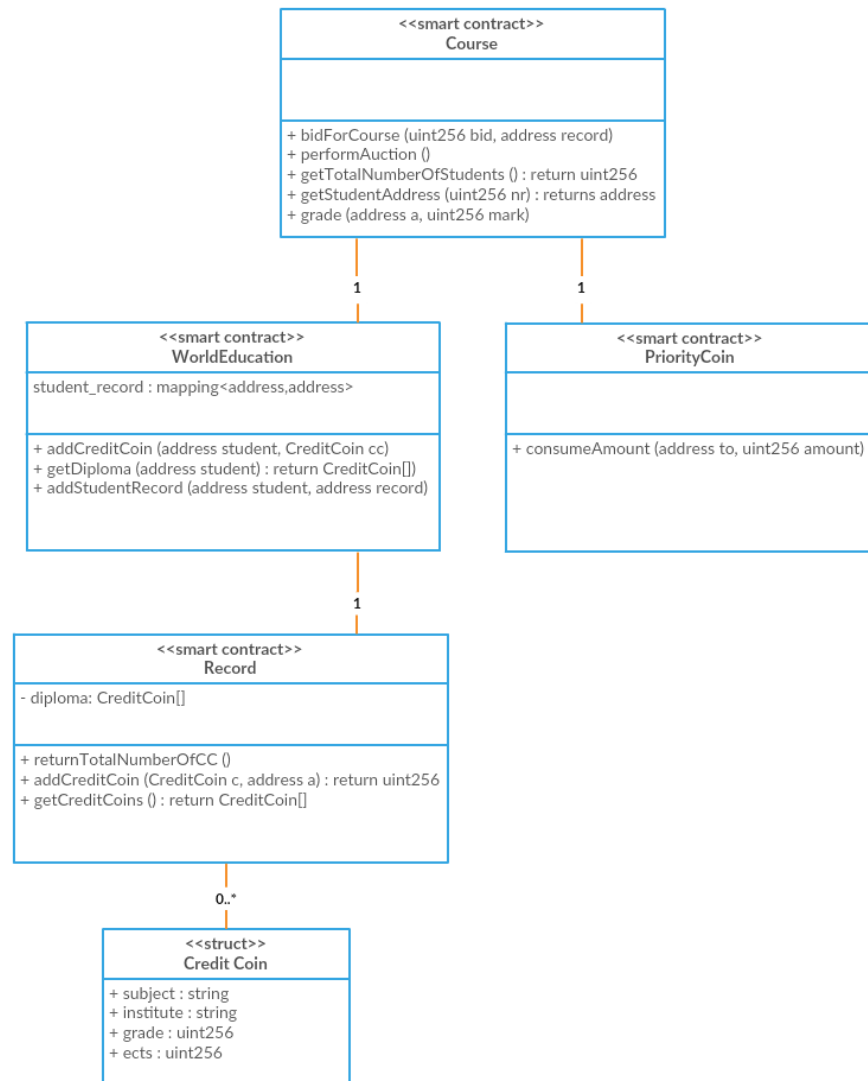 <<smart contract>>
Course
+ bidForCourse (uint256 bid, address record)
+ performAuction ()
+ getTotalNumberOfStudents () : return uint256
+ getStudentAddress (uint256 nr) : returns address
+ grade (address a, uint256 mark)
1
1
<<smart contract>>
WorldEducation
student_record : mapping<address,address>
+ addCreditCoin (address student, CreditCoin cc)
+ getDiploma (address student) : return CreditCoin[])
+ addStudentRecord (address student, address record)
<<smart contract>>
PriorityCoin
+ consumeAmount (address to, uint256 amount)
1
<<smart contract>>
Record
- diploma: CreditCoin[]
+ returnTotalNumberOfCC ()
+ addCreditCoin (CreditCoin c, address a) : return uint256
+ getCreditCoins () : return CreditCoin[]
0..*
<<struct>>
Credit Coin
+ subject : string
+ institute : string
+ grade : uint256
+ ects : uint256